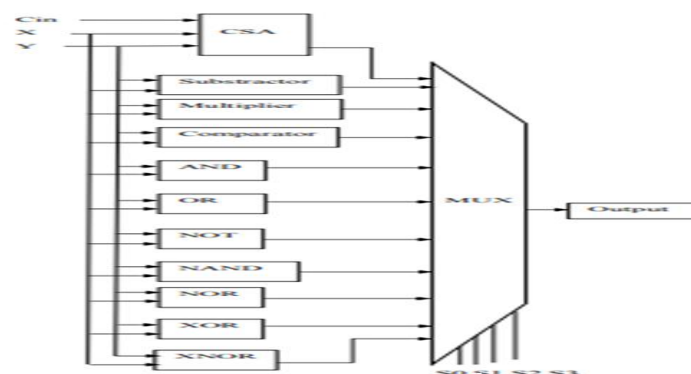 Cin
X
Y
CSA
Substractor
Multiplier
Comparator
AND
OR
NOT
NAND
NOR
XOR
XNOR
MUX
Output
S0 S1 S2 S3